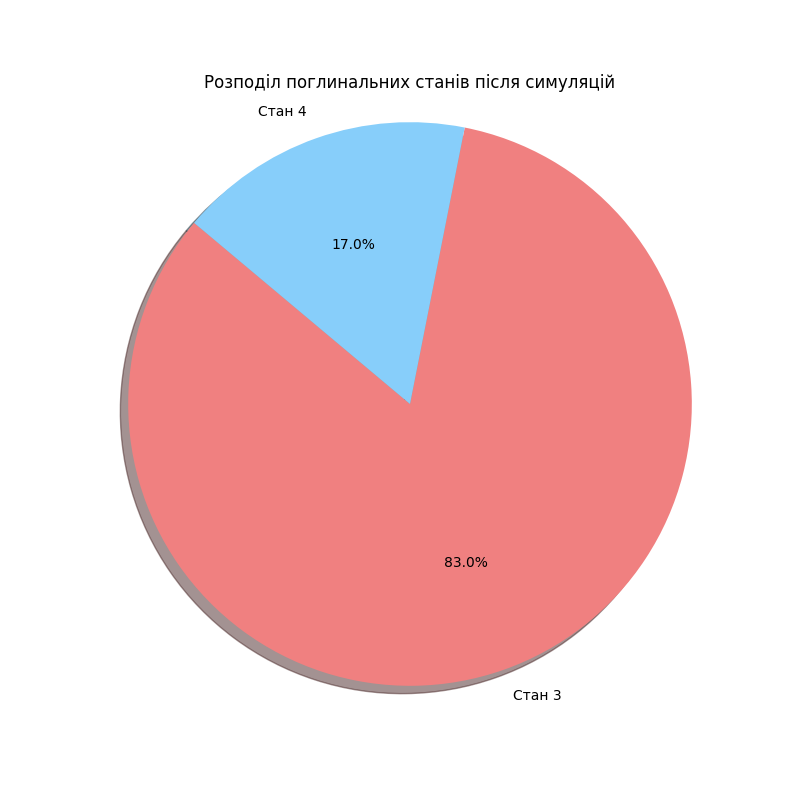 Розподіл поглинальних станів після симуляцій
Стан 4
17.0%
83.0%
Стан 3